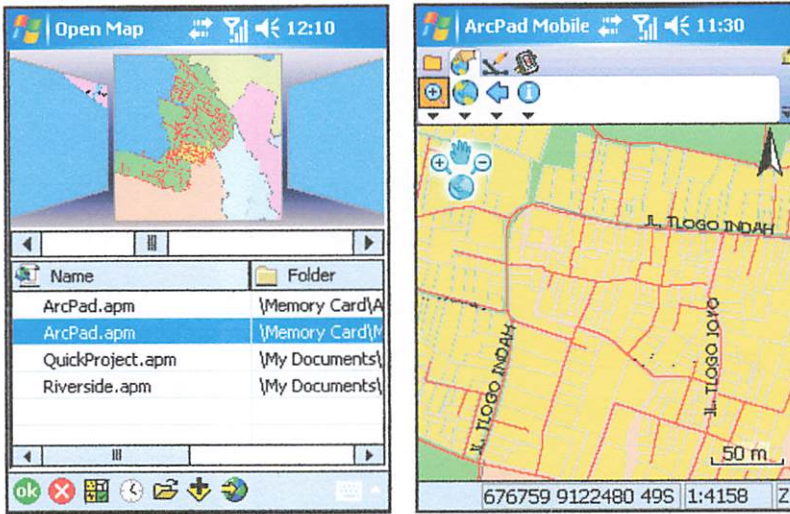 Open Map 12:10
Name Folder
ArcPad.apm \Memory Card\A
ArcPad.apm \Memory Card\M
QuickProject.apm \My Documents\
Riverside.apm \My Documents\
ok
ArcPad Mobile 11:30
JL. TLOGO INDAH
JL. TLOGO INDAH
JL. TLOGO JOYO
50 m
676759 9122480 49S 1:4158 Z